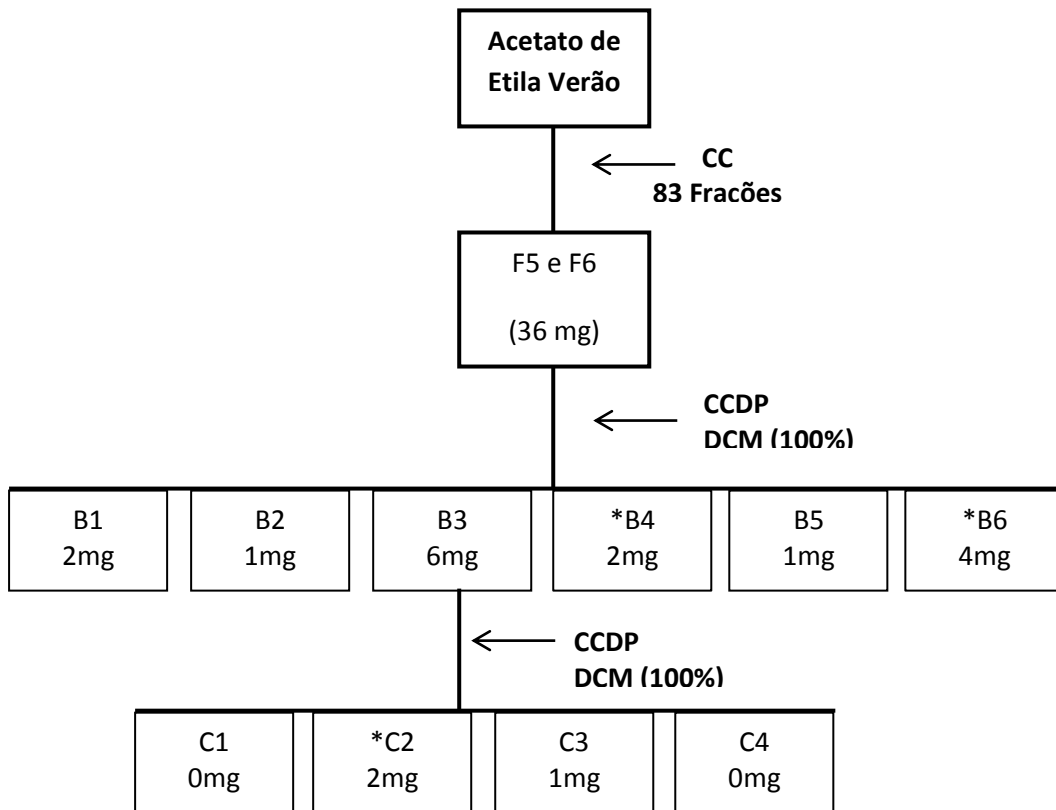 Acetato de
Etila Verão
CC
83 Frações
F5 e F6
(36 mg)
CCDP
DCM (100%)
B1
2mg
B2
1mg
B3
6mg
*B4
2mg
B5
1mg
*B6
4mg
CCDP
DCM (100%)
C1
0mg
*C2
2mg
C3
1mg
C4
0mg